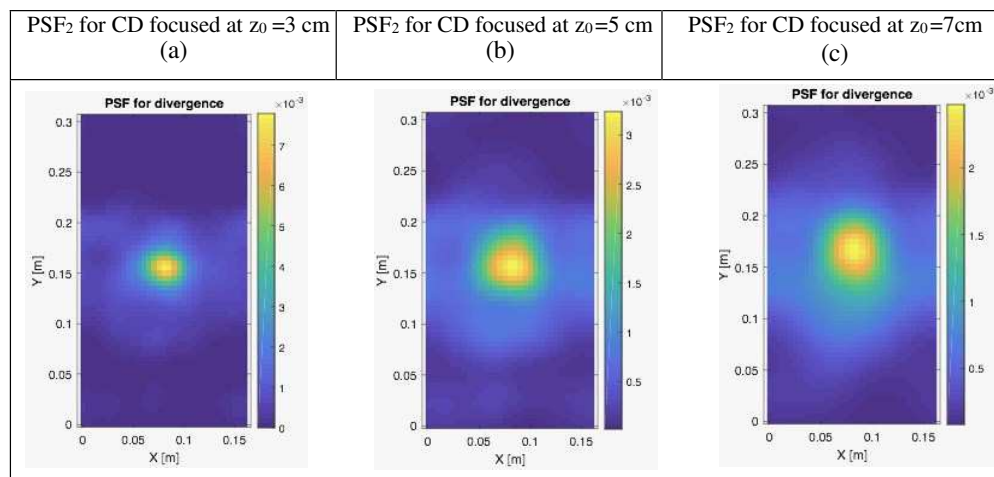 PSF₂ for CD focused at z₀ =3 cm
(a)
PSF₂ for CD focused at z₀=5 cm
(b)
PSF₂ for CD focused at z₀=7cm
(c)
PSF for divergence
×10⁻³
0.3
0.25
0.2
0.15
0.1
0.05
0
Y [m]
0 0.05 0.1 0.15
X [m]
7
6
5
4
3
2
1
0
PSF for divergence
×10⁻³
0.3
0.25
0.2
0.15
0.1
0.05
0
Y [m]
0 0.05 0.1 0.15
X [m]
3
2.5
2
1.5
1
0.5
PSF for divergence
×10⁻³
0.3
0.25
0.2
0.15
0.1
0.05
0
Y [m]
0 0.05 0.1 0.15
X [m]
2
1.5
1
0.5